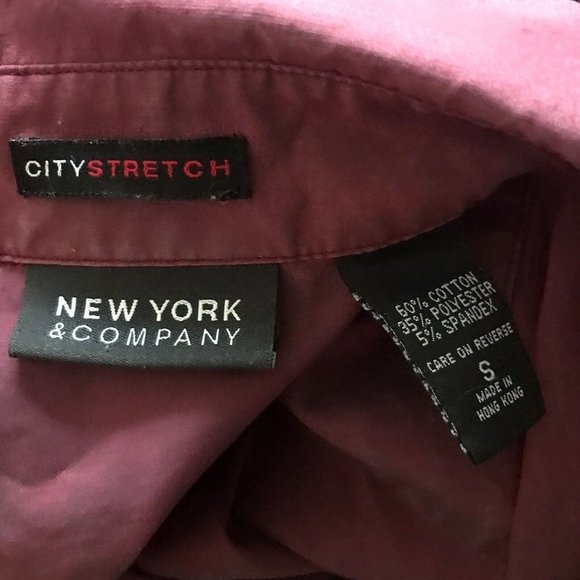 CITYSTRETCH
NEW YORK
& COMPANY
60% COTTON
35% POLYESTER
5% SPANDEX
CARE ON REVERSE
S
MADE IN
HONG KONG